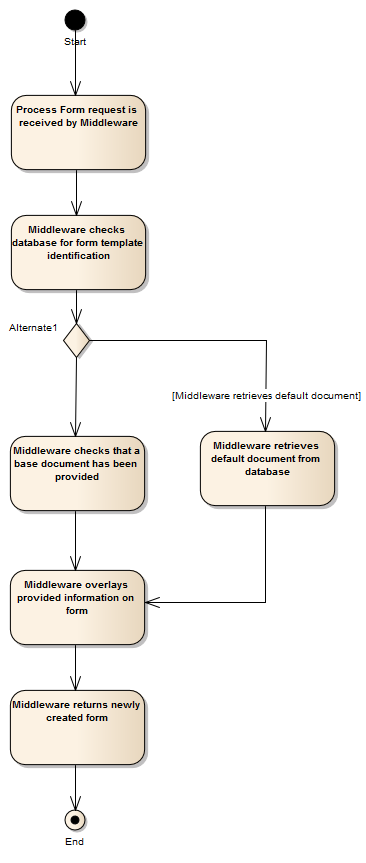 Start
Process Form request is
received by Middleware
Middleware checks
database for form template
identification
Alternate1
[Middleware retrieves default document]
Middleware checks that a
base document has been
provided
Middleware retrieves
default document from
database
Middleware overlays
provided information on
form
Middleware returns newly
created form
End